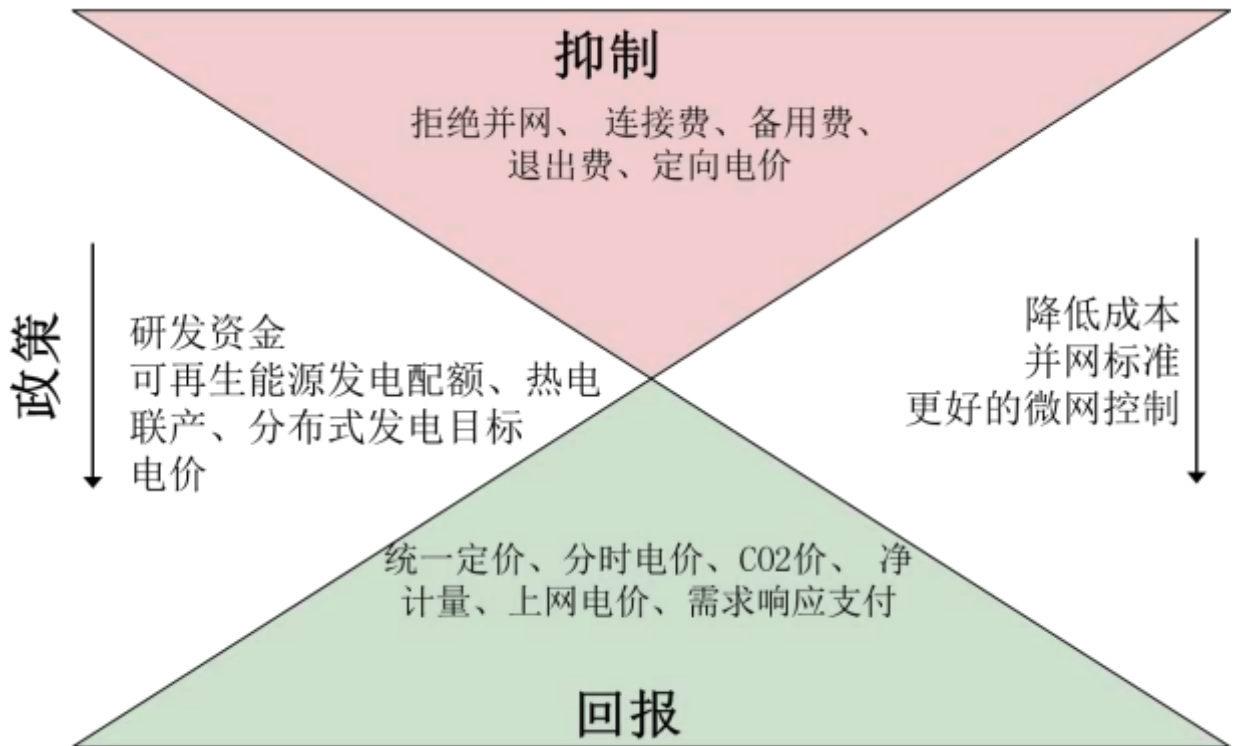 抑制
拒绝并网、 连接费、备用费、
退出费、定向电价
政策
研发资金
可再生能源发电配额、热电
联产、分布式发电目标
电价
降低成本
并网标准
更好的微网控制
统一定价、分时电价、CO2价、 净
计量、上网电价、需求响应支付
回报